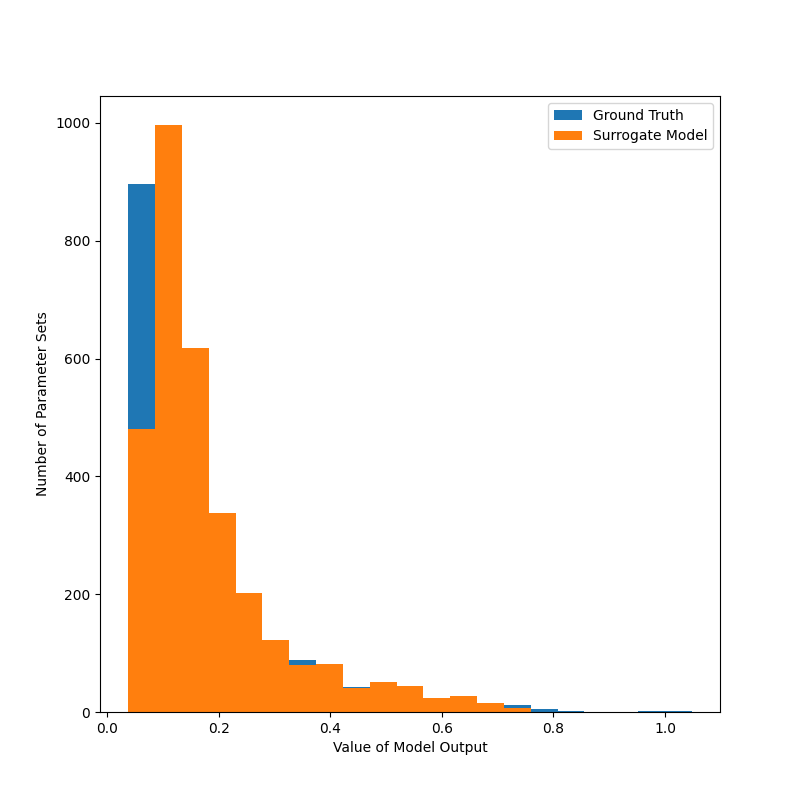 Ground Truth
Surrogate Model
1000
800
600
400
200
0
Number of Parameter Sets
0.0 0.2 0.4 0.6 0.8 1.0
Value of Model Output